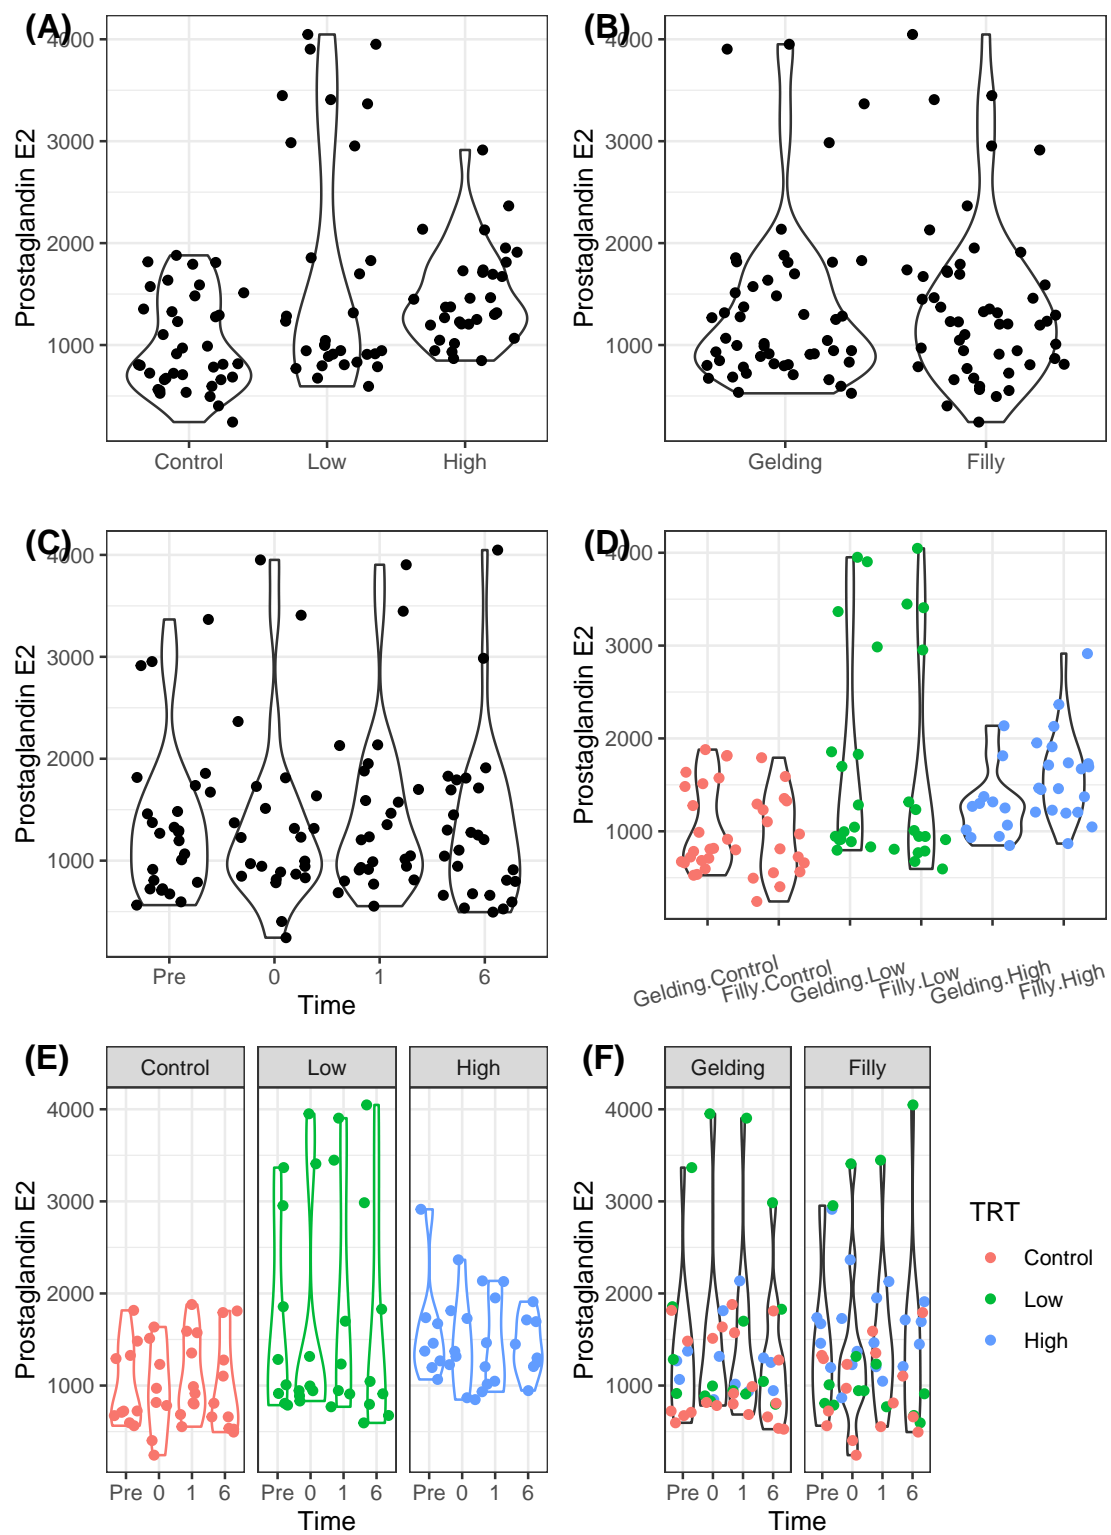 (A)
Prostaglandin E2
4000
3000
2000
1000
Control Low High
(B)
Prostaglandin E2
4000
3000
2000
1000
Gelding Filly
(C)
Prostaglandin E2
4000
3000
2000
1000
Pre 0 1 6
Time
(D)
Prostaglandin E2
4000
3000
2000
1000
Gelding.Control Filly.Control Gelding.Low Filly.Low Gelding.High Filly.High
(E)
Control Low High
Prostaglandin E2
4000
3000
2000
1000
Pre 0 1 6 Pre 0 1 6 Pre 0 1 6
Time
(F)
Gelding Filly
Prostaglandin E2
4000
3000
2000
1000
Pre 0 1 6 Pre 0 1 6
Time
TRT
Control
Low
High